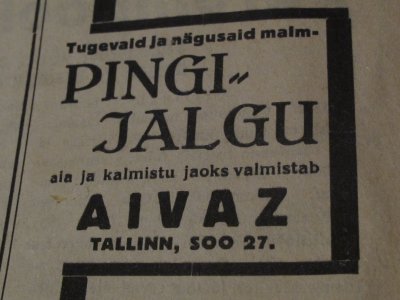 Tugevaid ja nägusaid malm-
PINGI-
JALGU
aia ja kalmistu jaoks valmistab
AIVAZ
TALLINN, SOO 27.